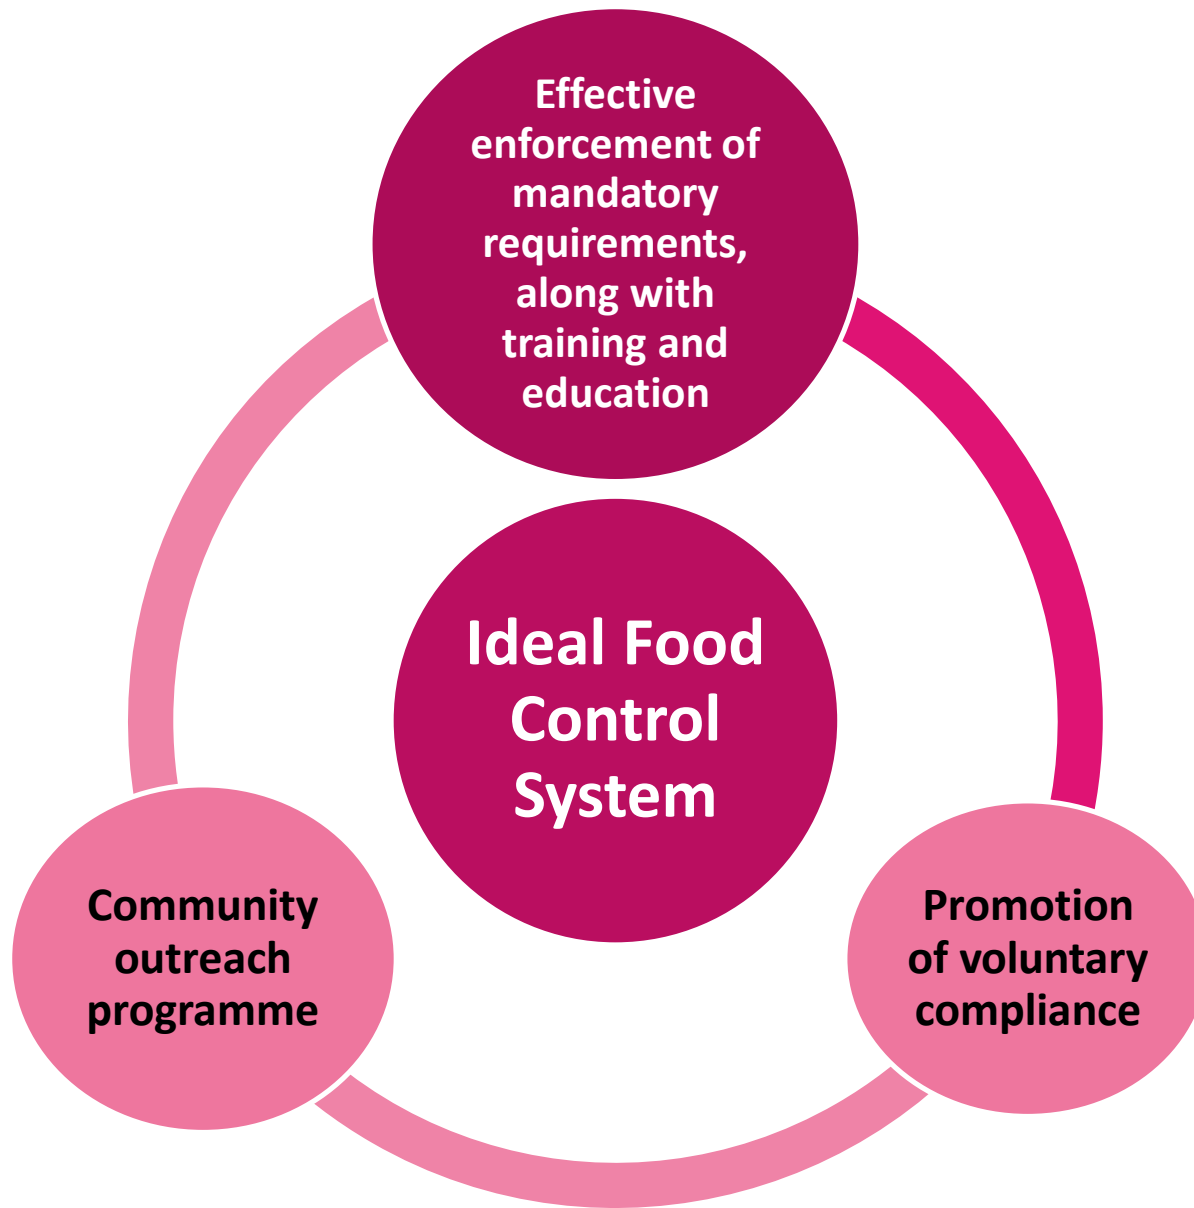 Effective
enforcement of
mandatory
requirements,
along with
training and
education
Ideal Food
Control
System
Community
outreach
programme
Promotion
of voluntary
compliance